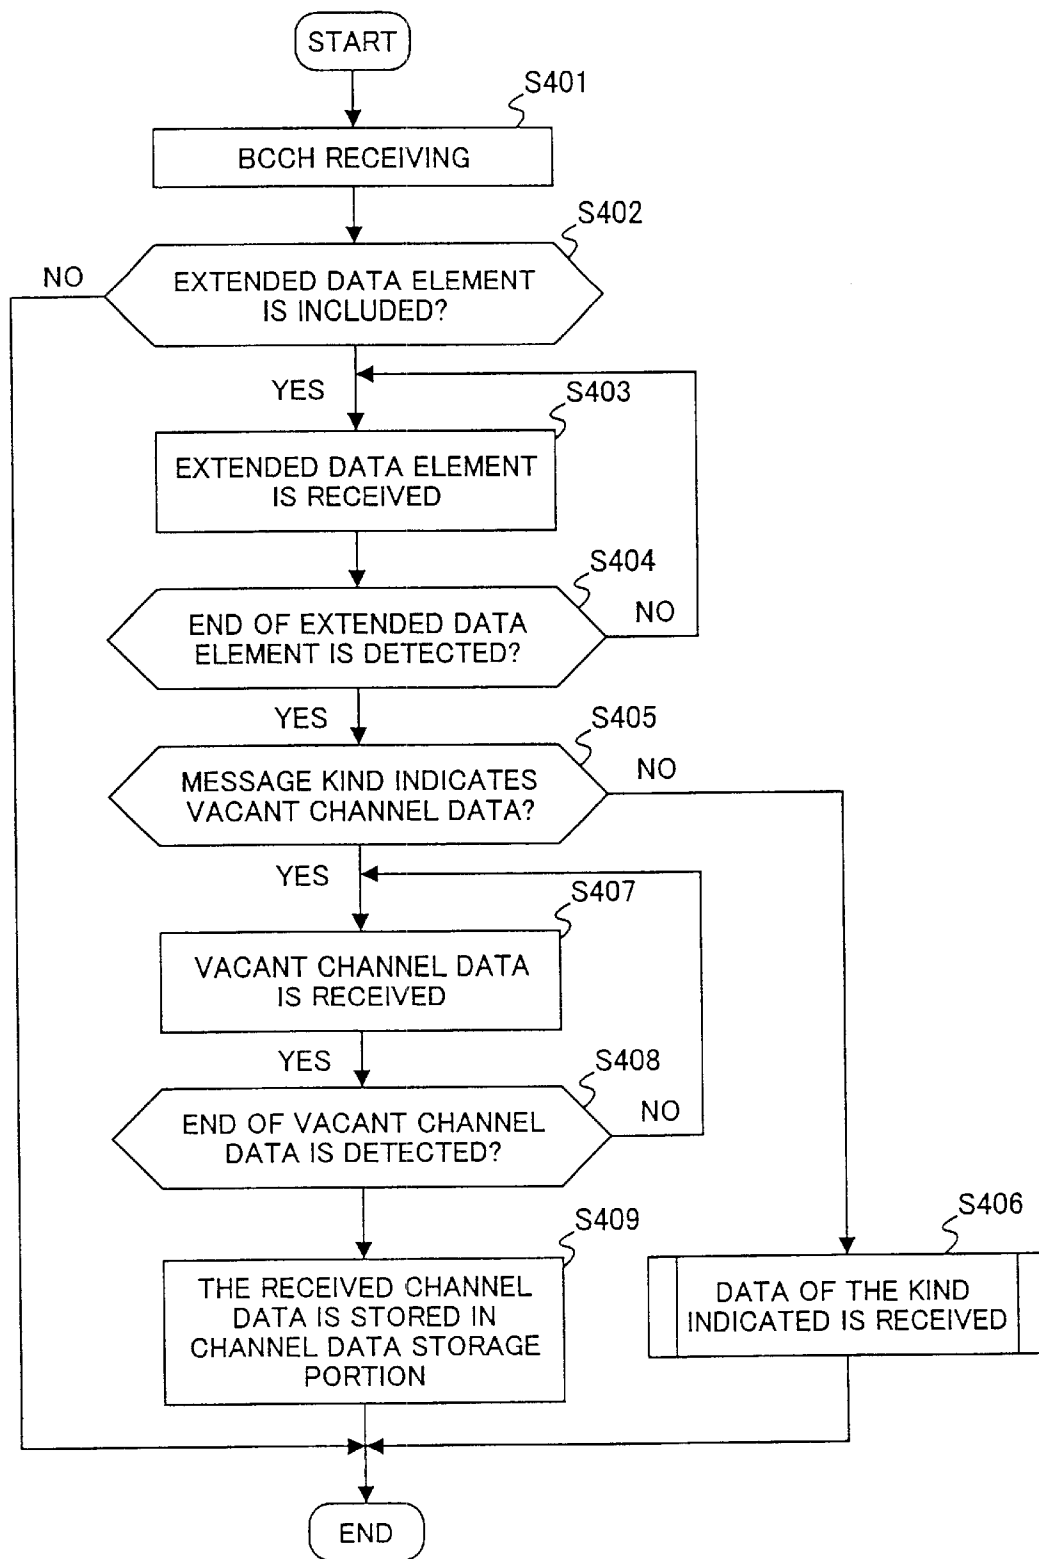 START
S401
BCCH RECEIVING
S402
NO
EXTENDED DATA ELEMENT
IS INCLUDED?
YES
S403
EXTENDED DATA ELEMENT
IS RECEIVED
S404
END OF EXTENDED DATA
ELEMENT IS DETECTED?
NO
YES
S405
MESSAGE KIND INDICATES
VACANT CHANNEL DATA?
NO
YES
S407
VACANT CHANNEL DATA
IS RECEIVED
YES
S408
END OF VACANT CHANNEL
DATA IS DETECTED?
NO
S409
THE RECEIVED CHANNEL
DATA IS STORED IN
CHANNEL DATA STORAGE
PORTION
S406
DATA OF THE KIND
INDICATED IS RECEIVED
END